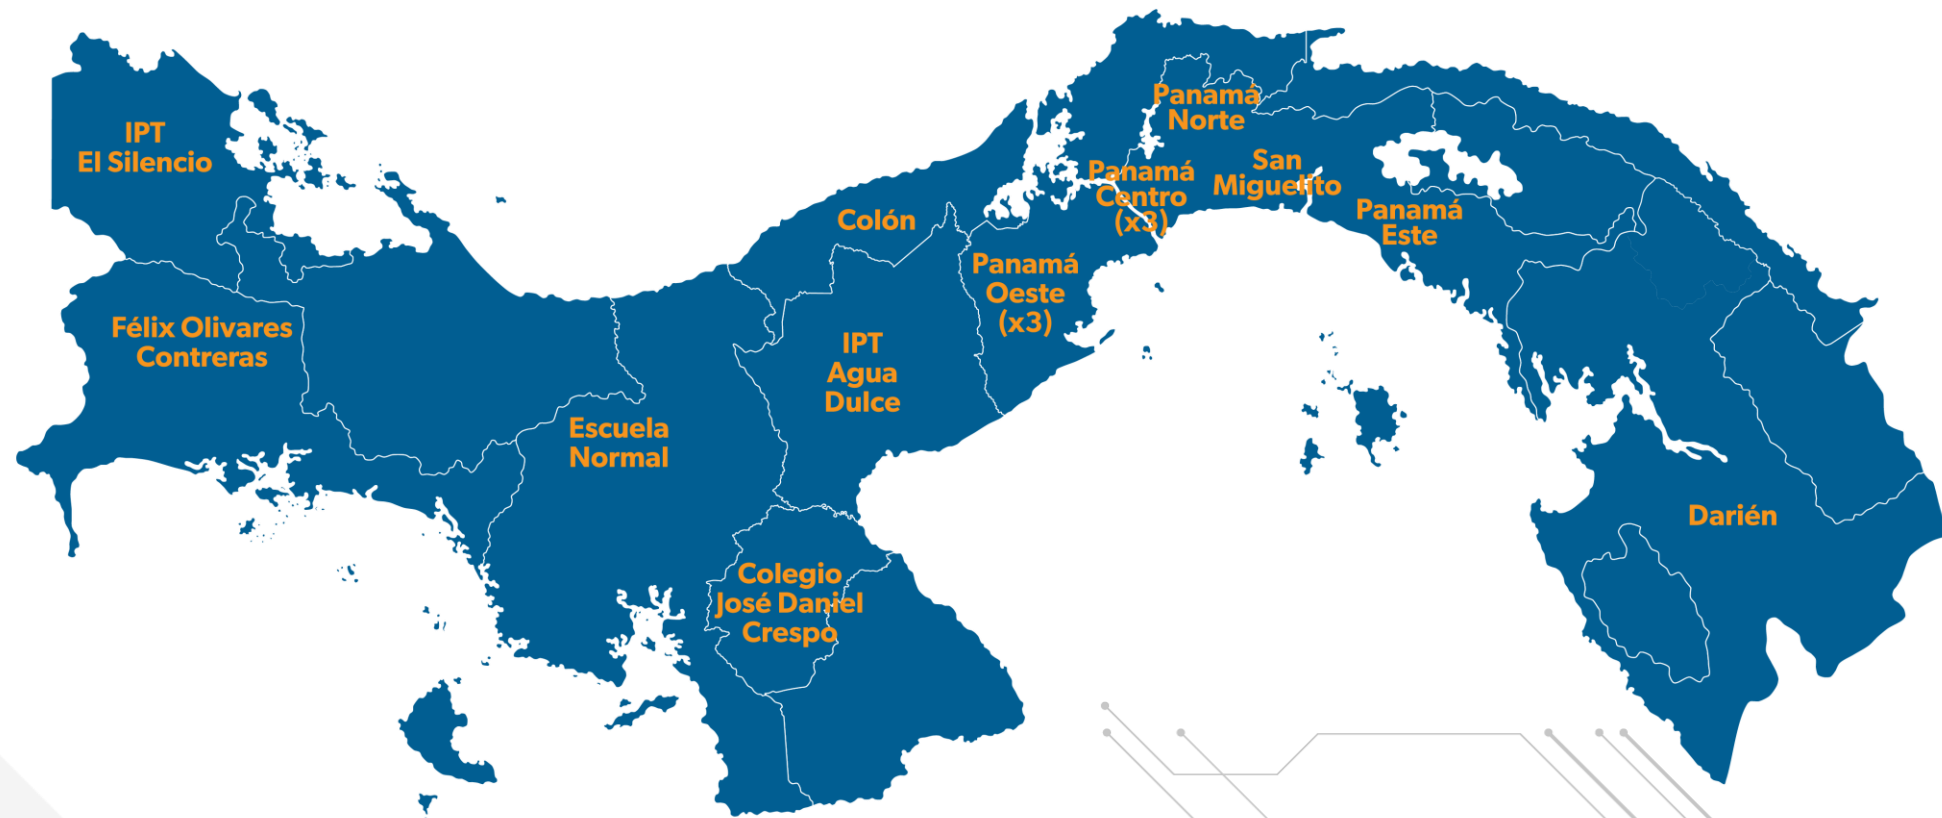 IPT
El Silencio
Félix Olivares
Contreras
Escuela
Normal
Colegio
José Daniel
Crespo
IPT
Agua
Dulce
Colón
Panamá
Oeste
(x3)
Panamá
Centro
(x3)
Panamá
Norte
San
Miguelito
Panamá
Este
Darién